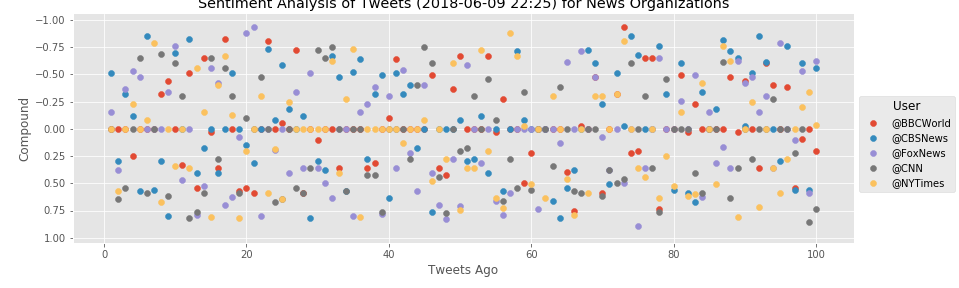 Sentiment Analysis of Tweets (2018-06-09 22:25) for News Organizations
−1.00
−0.75
−0.50
−0.25
0.00
0.25
0.50
0.75
1.00
Compound
0
20
40
60
80
100
Tweets Ago
User
@BBCWorld
@CBSNews
@FoxNews
@CNN
@NYTimes